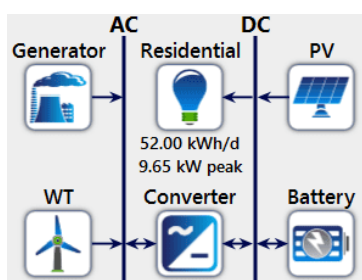 AC DC
Generator Residential PV
52.00 kWh/d
9.65 kW peak
WT Converter Battery